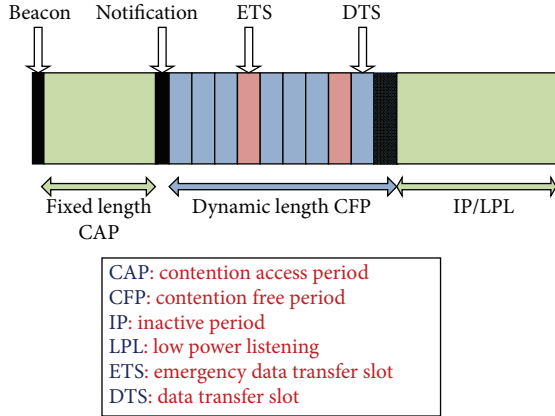 Beacon Notification ETS DTS
Fixed length CAP Dynamic length CFP IP/LPL
CAP: contention access period
CFP: contention free period
IP: inactive period
LPL: low power listening
ETS: emergency data transfer slot
DTS: data transfer slot